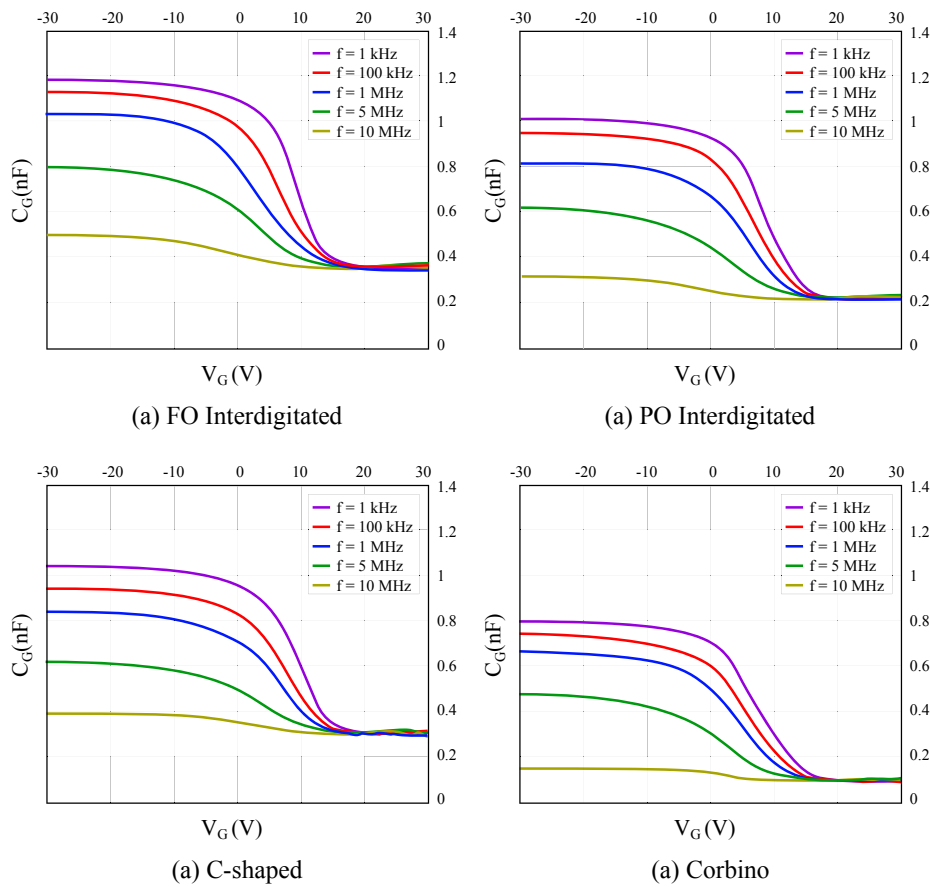 -30 -20 -10 0 10 20 30
1.4
1.2
1
0.8
0.6
0.4
0.2
0
C_G(nF)
f = 1 kHz
f = 100 kHz
f = 1 MHz
f = 5 MHz
f = 10 MHz
V_G (V)
(a) FO Interdigitated
-30 -20 -10 0 10 20 30
1.4
1.2
1
0.8
0.6
0.4
0.2
0
C_G(nF)
f = 1 kHz
f = 100 kHz
f = 1 MHz
f = 5 MHz
f = 10 MHz
V_G (V)
(a) PO Interdigitated
-30 -20 -10 0 10 20 30
1.4
1.2
1
0.8
0.6
0.4
0.2
0
C_G(nF)
f = 1 kHz
f = 100 kHz
f = 1 MHz
f = 5 MHz
f = 10 MHz
V_G (V)
(a) C-shaped
-30 -20 -10 0 10 20 30
1.4
1.2
1
0.8
0.6
0.4
0.2
0
C_G(nF)
f = 1 kHz
f = 100 kHz
f = 1 MHz
f = 5 MHz
f = 10 MHz
V_G (V)
(a) Corbino